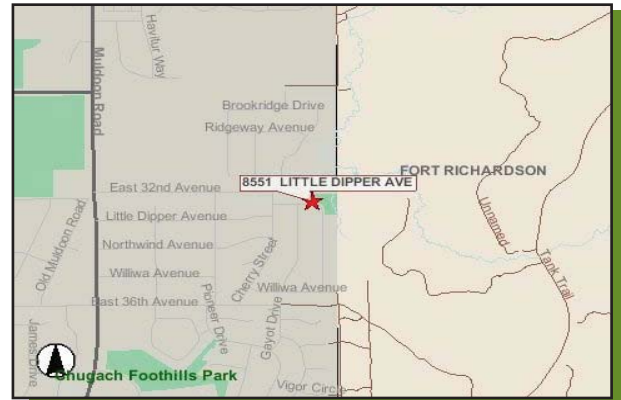 Muldoon Road
Havitur Way
Brookridge Drive
Ridgeway Avenue
FORT RICHARDSON
8551 LITTLE DIPPER AVE
East 32nd Avenue
Little Dipper Avenue
Old Muldoon Road
Northwind Avenue
Cherry Street
Unnamed
Tank Trail
Williwa Avenue
Williwa Avenue
East 36th Avenue
Pioneer Drive
Gayot Drive
James Drive
Chugach Foothills Park
Vigor Circle